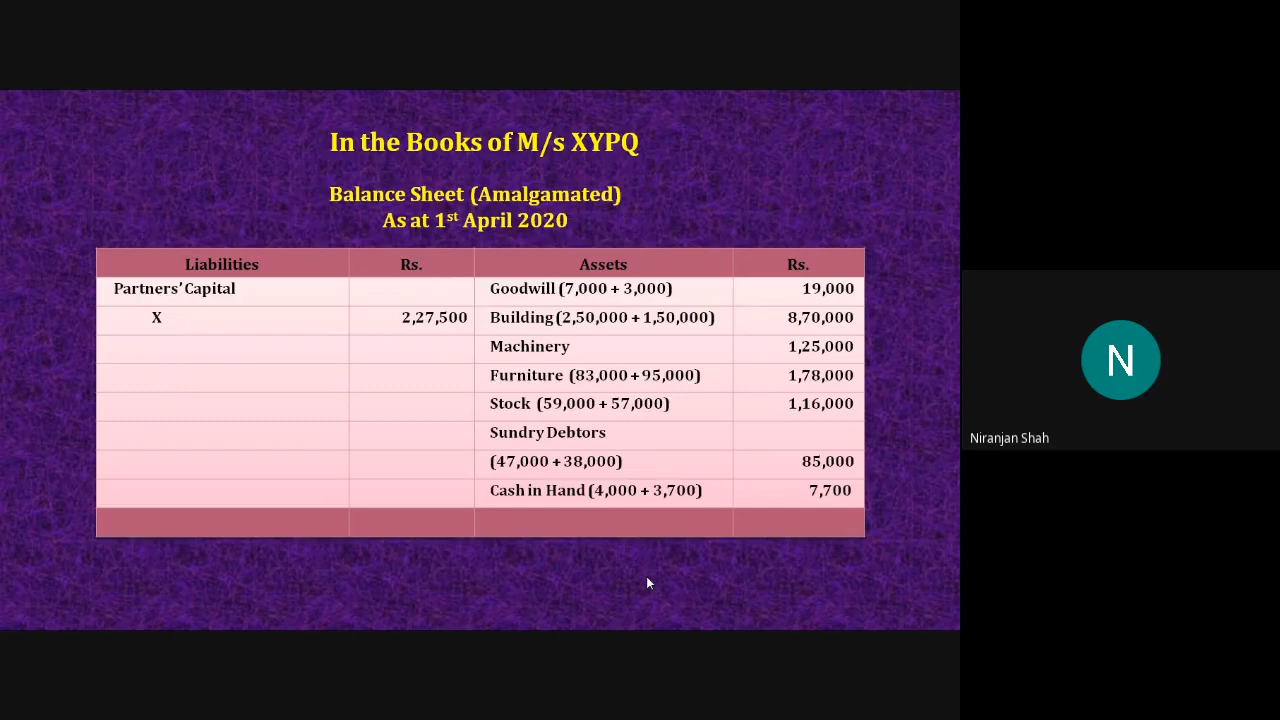 In the Books of M/s XYPQ
Balance Sheet (Amalgamated)
As at 1st April 2020
Liabilities Rs. Assets Rs.
Partners' Capital Goodwill (7,000 + 3,000) 19,000
X 2,27,500 Building (2,50,000 + 1,50,000) 8,70,000
Machinery 1,25,000
Furniture (83,000 + 95,000) 1,78,000
Stock (59,000 + 57,000) 1,16,000
Sundry Debtors
(47,000 + 38,000) 85,000
Cash in Hand (4,000 + 3,700) 7,700
N
Niranjan Shah